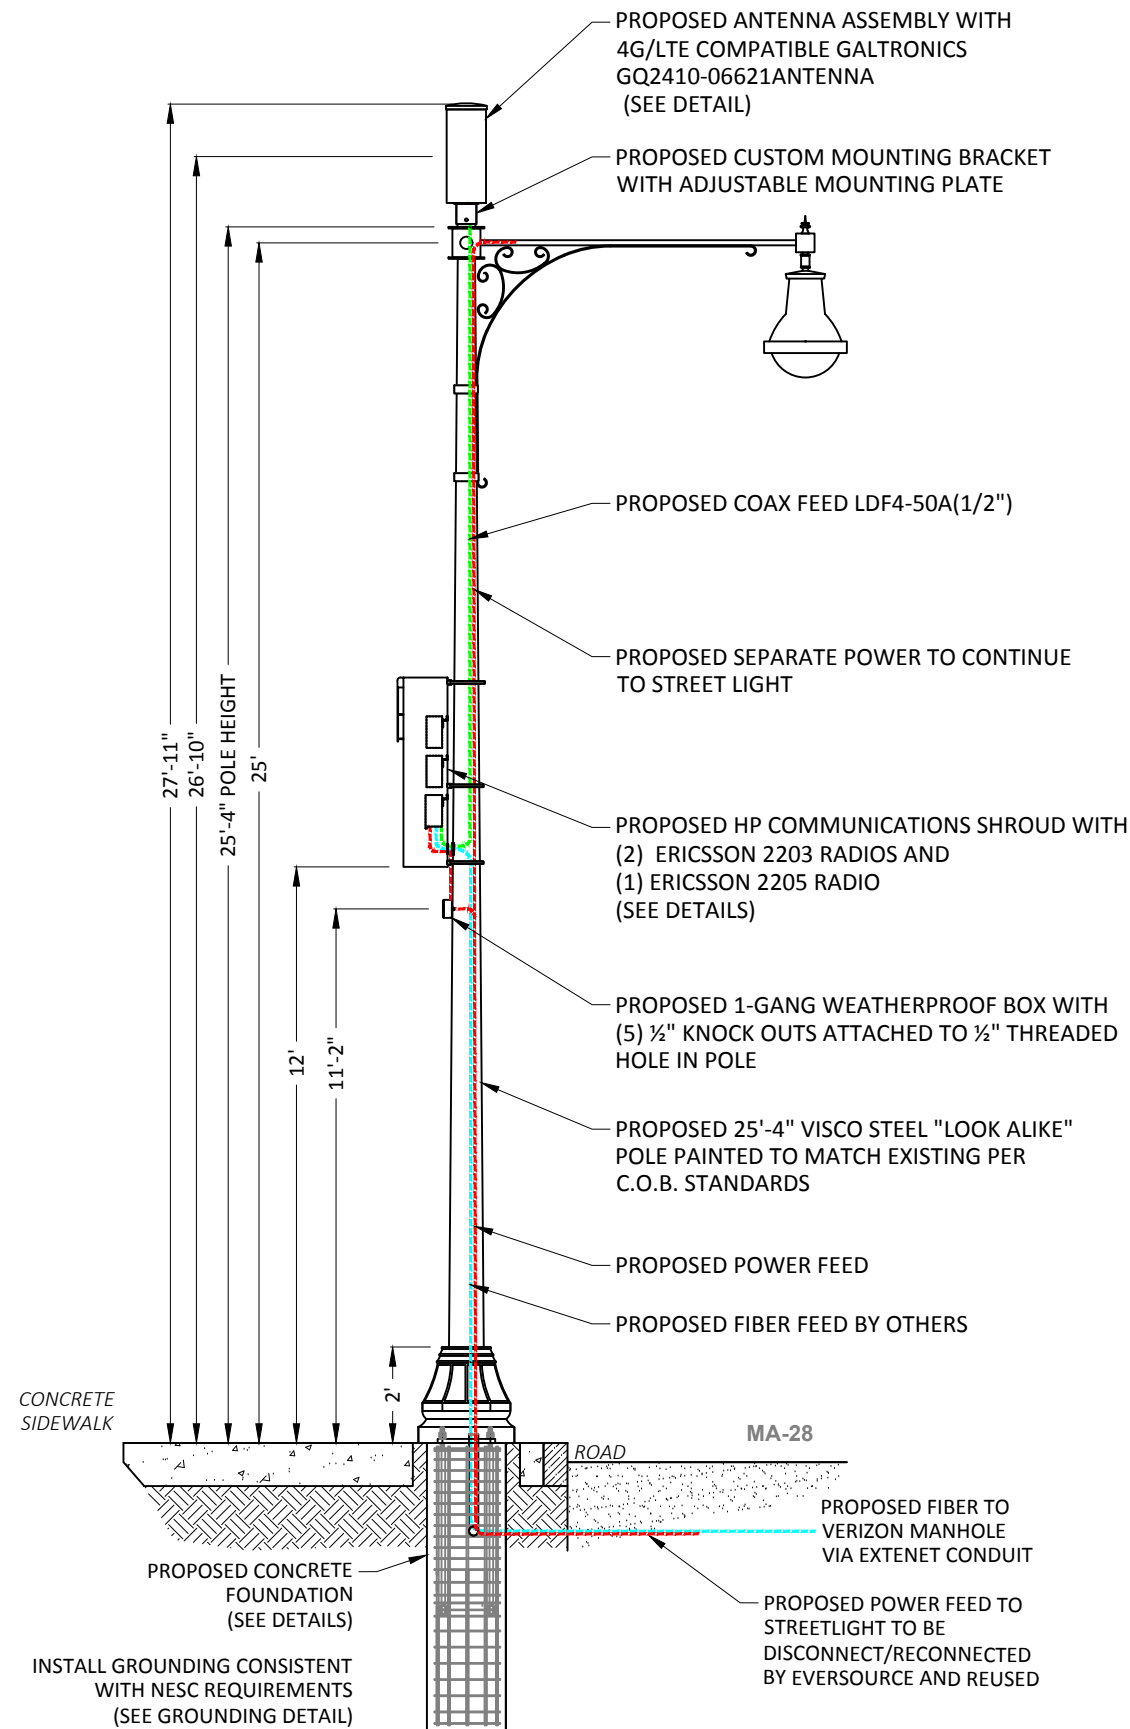 PROPOSED ANTENNA ASSEMBLY WITH
4G/LTE COMPATIBLE GALTRONICS
GQ2410-06621ANTENNA
(SEE DETAIL)
PROPOSED CUSTOM MOUNTING BRACKET
WITH ADJUSTABLE MOUNTING PLATE
PROPOSED COAX FEED LDF4-50A(1/2")
PROPOSED SEPARATE POWER TO CONTINUE
TO STREET LIGHT
27'-11"
26'-10"
25'-4" POLE HEIGHT
25'
PROPOSED HP COMMUNICATIONS SHROUD WITH
(2) ERICSSON 2203 RADIOS AND
(1) ERICSSON 2205 RADIO
(SEE DETAILS)
12'
11'-2"
PROPOSED 1-GANG WEATHERPROOF BOX WITH
(5) ½" KNOCK OUTS ATTACHED TO ½" THREADED
HOLE IN POLE
PROPOSED 25'-4" VISCO STEEL "LOOK ALIKE"
POLE PAINTED TO MATCH EXISTING PER
C.O.B. STANDARDS
PROPOSED POWER FEED
PROPOSED FIBER FEED BY OTHERS
2'
CONCRETE
SIDEWALK
ROAD
MA-28
PROPOSED FIBER TO
VERIZON MANHOLE
VIA EXTENET CONDUIT
PROPOSED CONCRETE
FOUNDATION
(SEE DETAILS)
PROPOSED POWER FEED TO
STREETLIGHT TO BE
DISCONNECT/RECONNECTED
BY EVERSOURCE AND REUSED
INSTALL GROUNDING CONSISTENT
WITH NESC REQUIREMENTS
(SEE GROUNDING DETAIL)